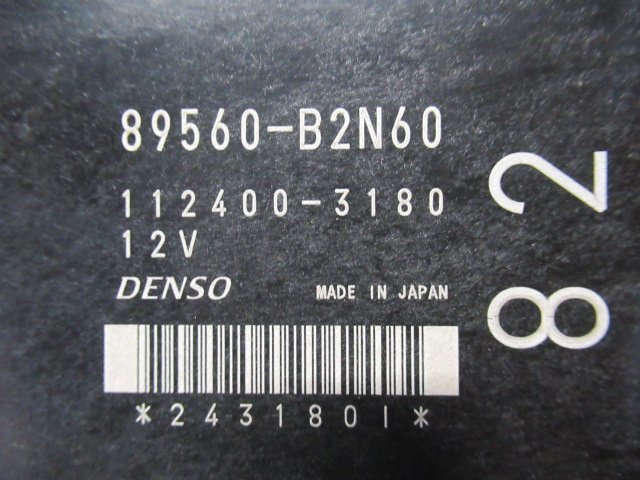 89560-B2N60
112400-3180
12V
DENSO MADE IN JAPAN
*2431801*
82